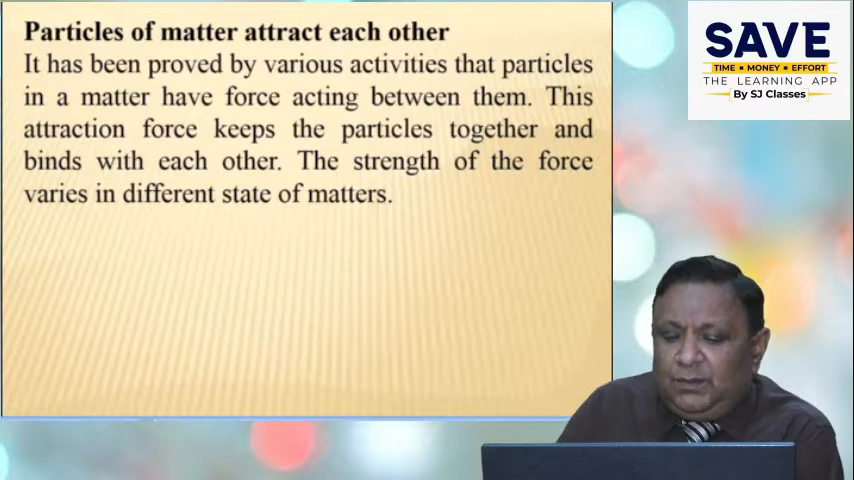 Particles of matter attract each other
It has been proved by various activities that particles
in a matter have force acting between them. This
attraction force keeps the particles together and
binds with each other. The strength of the force
varies in different state of matters.
SAVE
TIME ▪ MONEY ▪ EFFORT
THE LEARNING APP
By SJ Classes